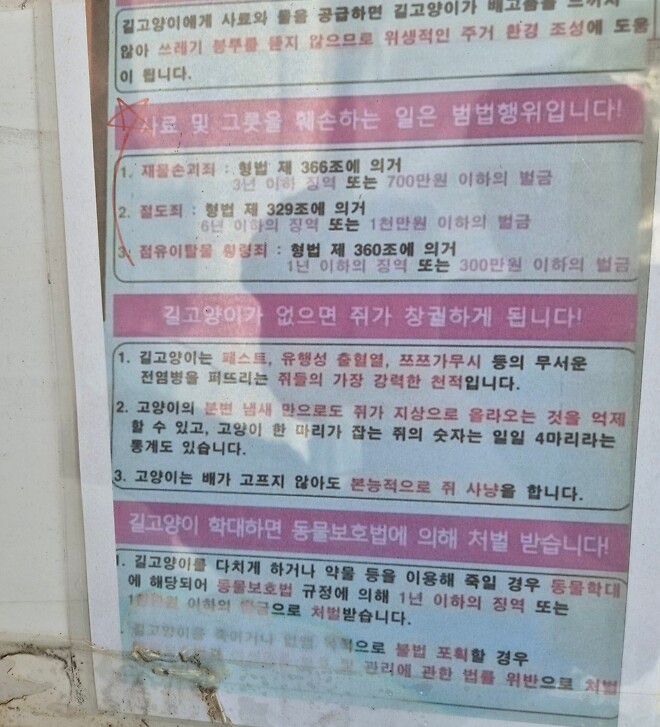 길고양이에게 사료와 물을 공급하면 길고양이가 배고픔을 느끼지
않아 쓰레기 봉투를 뜯지 않으므로 위생적인 주거 환경 조성에 도움
이 됩니다.
사료 및 그릇을 훼손하는 일은 범법행위입니다!
1. 재물손괴죄 : 형법 제 366조에 의거
3년 이하 징역 또는 700만원 이하의 벌금
2. 절도죄 : 형법 제 329조에 의거
6년 이하의 징역 또는 1천만원 이하의 벌금
3. 점유이탈물 횡령죄 : 형법 제 360조에 의거
1년 이하의 징역 또는 300만원 이하의 벌금
길고양이가 없으면 쥐가 창궐하게 됩니다!
1. 길고양이는 페스트, 유행성 출혈열, 쯔쯔가무시 등의 무서운
전염병을 퍼뜨리는 쥐들의 가장 강력한 천적입니다.
2. 고양이의 분변 냄새 만으로도 쥐가 지상으로 올라오는 것을 억제
할 수 있고, 고양이 한 마리가 잡는 쥐의 숫자는 일일 4마리라는
통계도 있습니다.
3. 고양이는 배가 고프지 않아도 본능적으로 쥐 사냥을 합니다.
길고양이 학대하면 동물보호법에 의해 처벌 받습니다!
1. 길고양이를 다치게 하거나 약물 등을 이용해 죽일 경우 동물학대
에 해당되어 동물보호법 규정에 의해 1년 이하의 징역 또는
이하의 벌금으로 처벌받습니다.
길고양이를 죽이거나 목적으로 불법 포획할 경우
및 관리에 관한 법률 위반으로 처벌